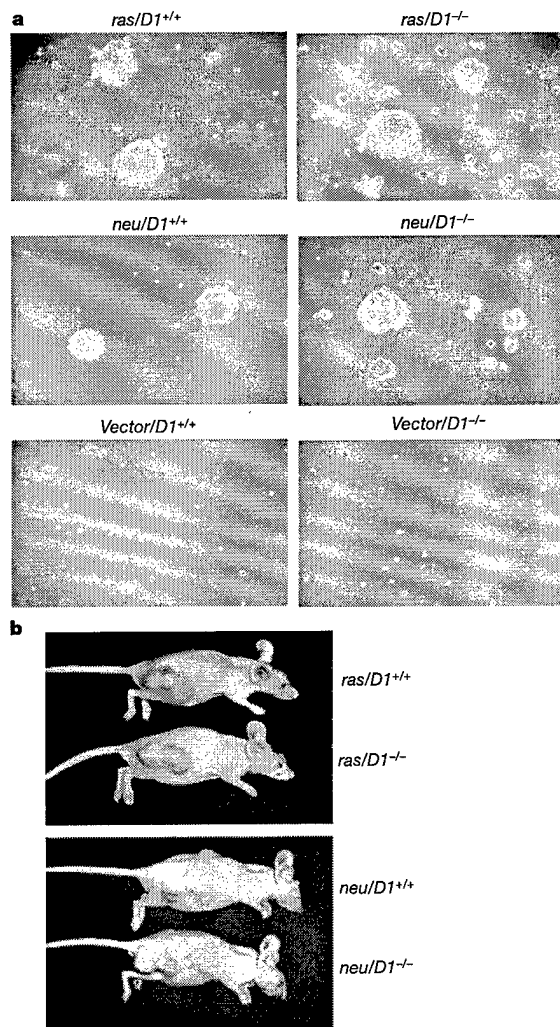 a
ras/D1+/+ ras/D1–/–
neu/D1+/+ neu/D1–/–
Vector/D1+/+ Vector/D1–/–
b
ras/D1+/+
ras/D1–/–
neu/D1+/+
neu/D1–/–